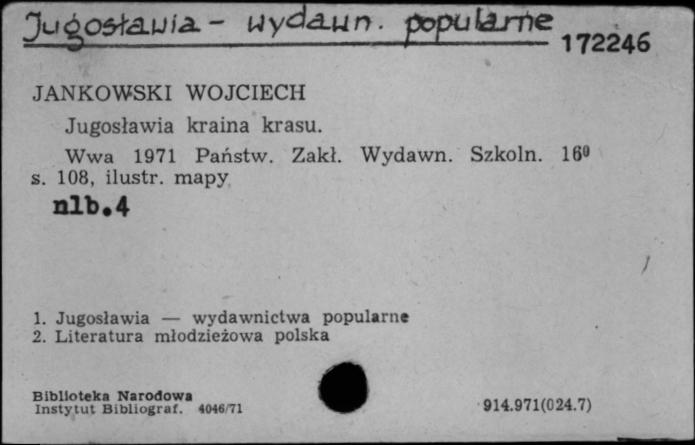 Jugosławia - wydawn. popularne
172246
JANKOWSKI WOJCIECH
Jugosławia kraina krasu.
Wwa 1971 Państw. Zakł. Wydawn. Szkoln. 16⁰
s. 108, ilustr. mapy
nlb.4
1. Jugosławia — wydawnictwa popularne
2. Literatura młodzieżowa polska
Biblioteka Narodowa
Instytut Bibliograf. 4046/71
914.971(024.7)